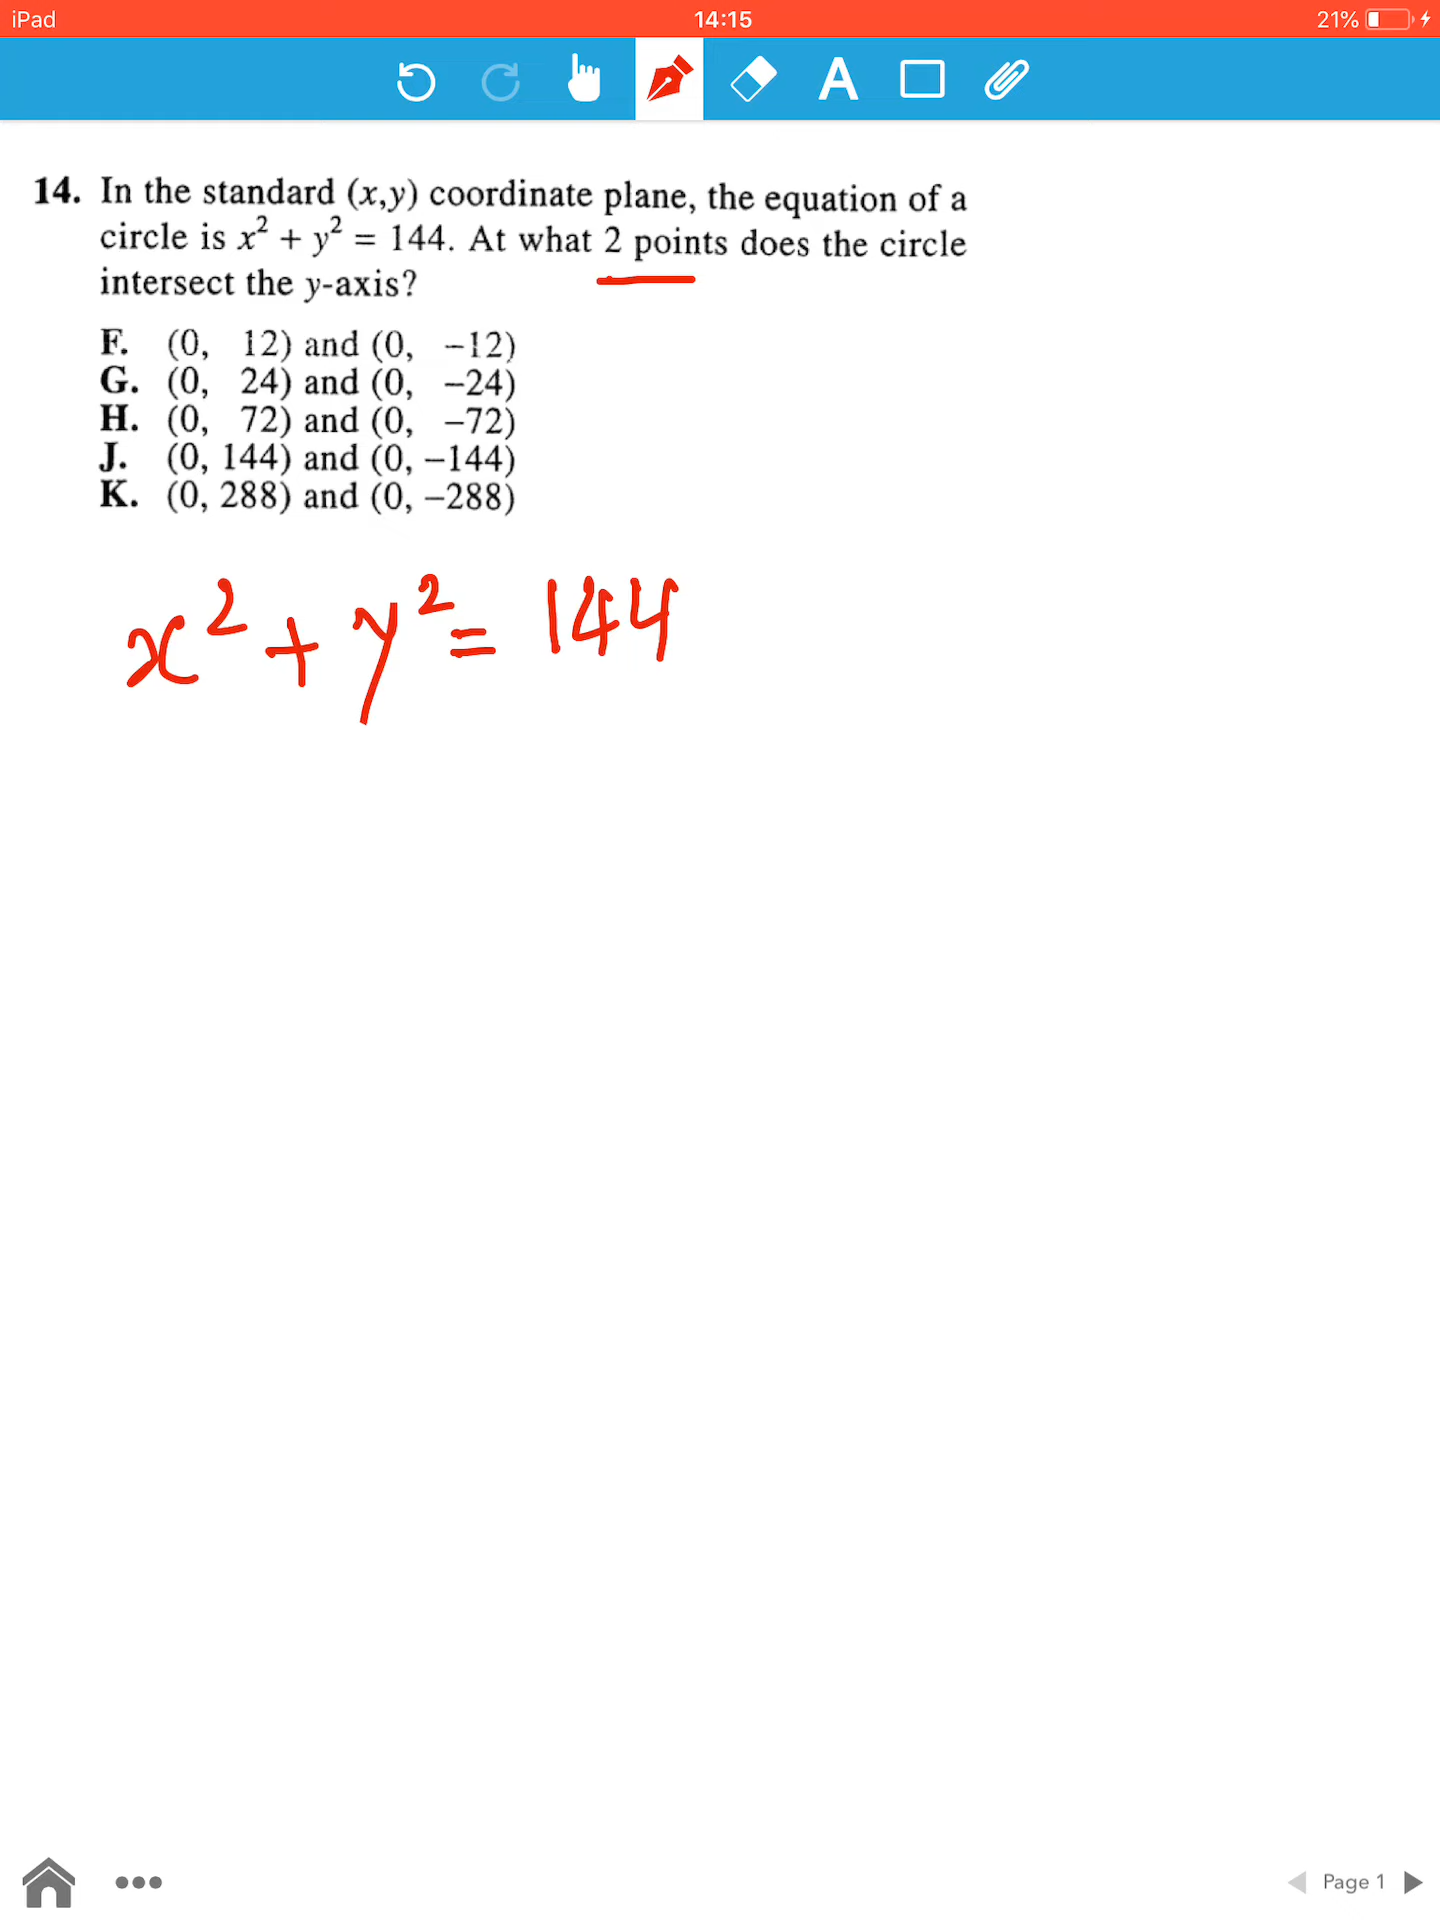 iPad 14:15 21%
A
14. In the standard (x,y) coordinate plane, the equation of a
circle is x² + y² = 144. At what 2 points does the circle
intersect the y-axis?
F. (0, 12) and (0, −12)
G. (0, 24) and (0, −24)
H. (0, 72) and (0, −72)
J. (0, 144) and (0, −144)
K. (0, 288) and (0, −288)
x² + y² = 144
Page 1